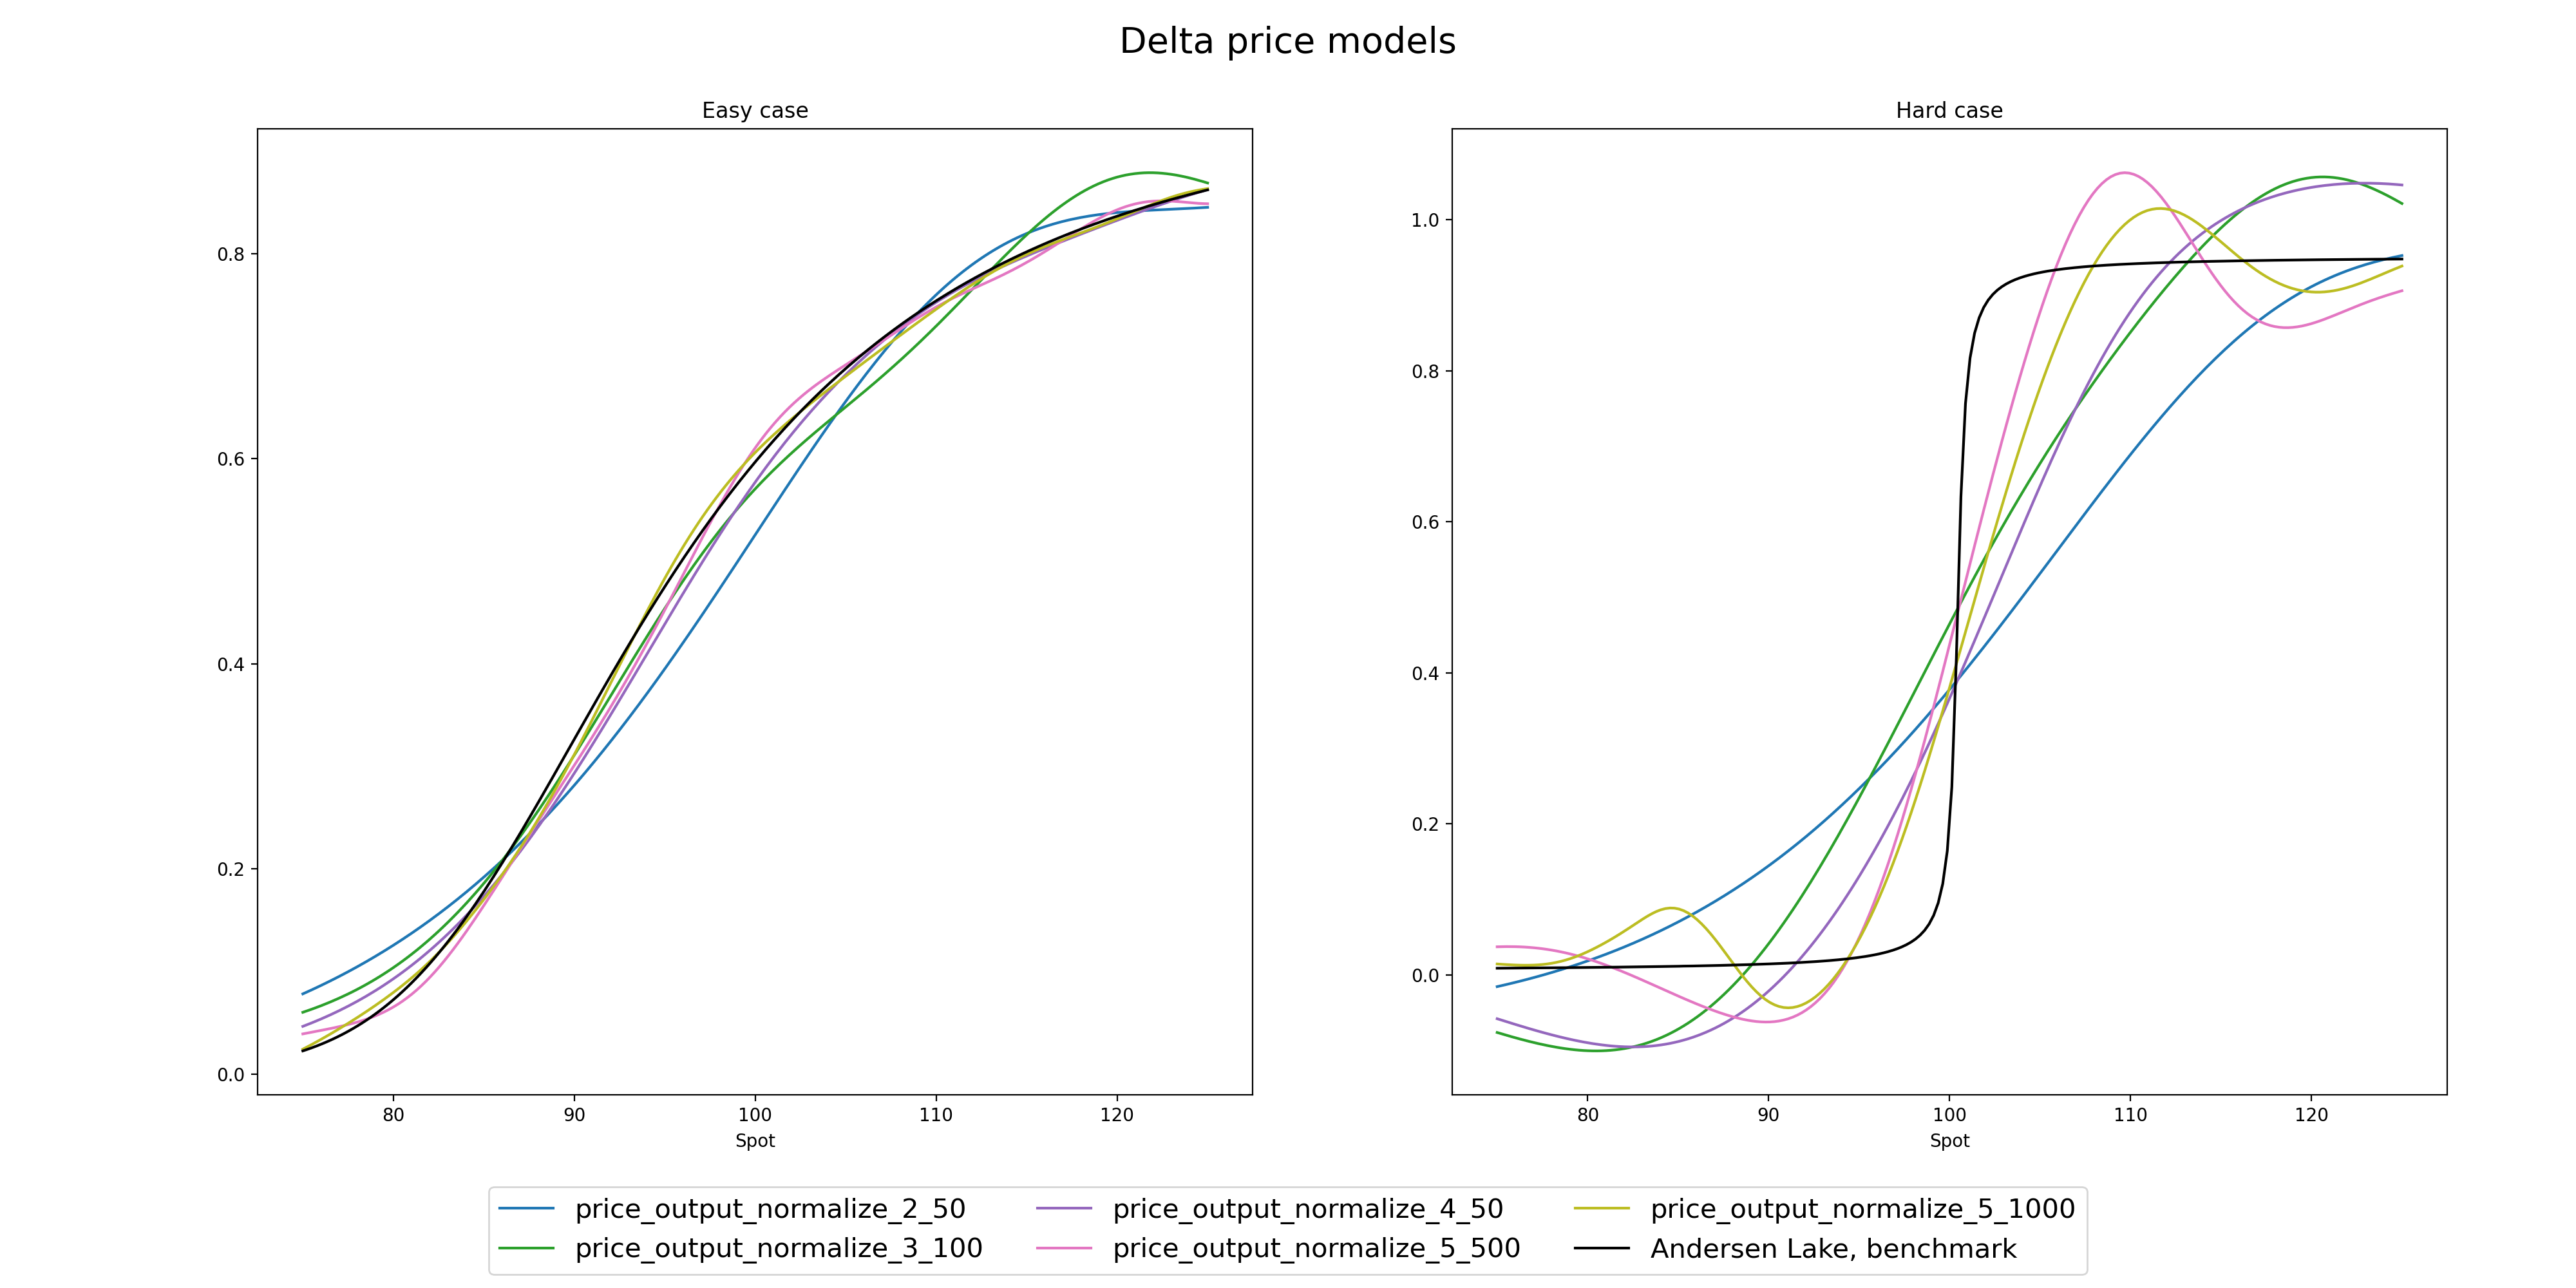 Delta price models
Easy case
Hard case
0.8
0.6
0.4
0.2
0.0
80 90 100 110 120
Spot
1.0
0.8
0.6
0.4
0.2
0.0
80 90 100 110 120
Spot
price_output_normalize_2_50
price_output_normalize_3_100
price_output_normalize_4_50
price_output_normalize_5_500
price_output_normalize_5_1000
Andersen Lake, benchmark